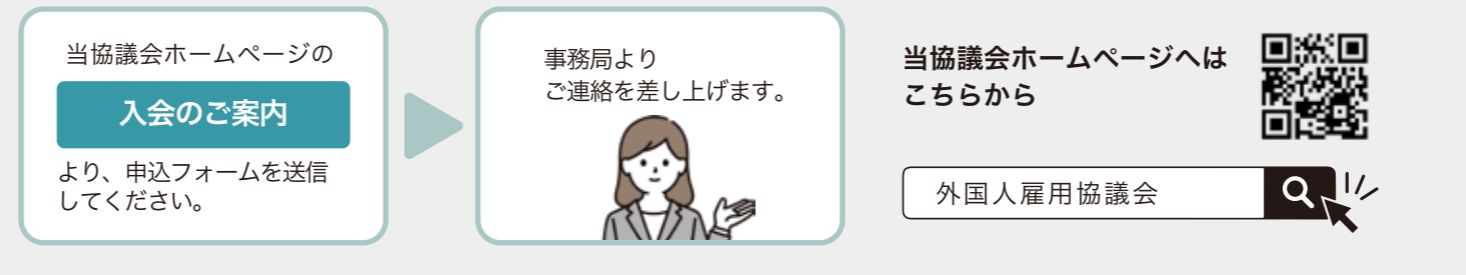 当協議会ホームページの
入会のご案内
より、申込フォームを送信
してください。
事務局より
ご連絡を差し上げます。
当協議会ホームページへは
こちらから
外国人雇用協議会